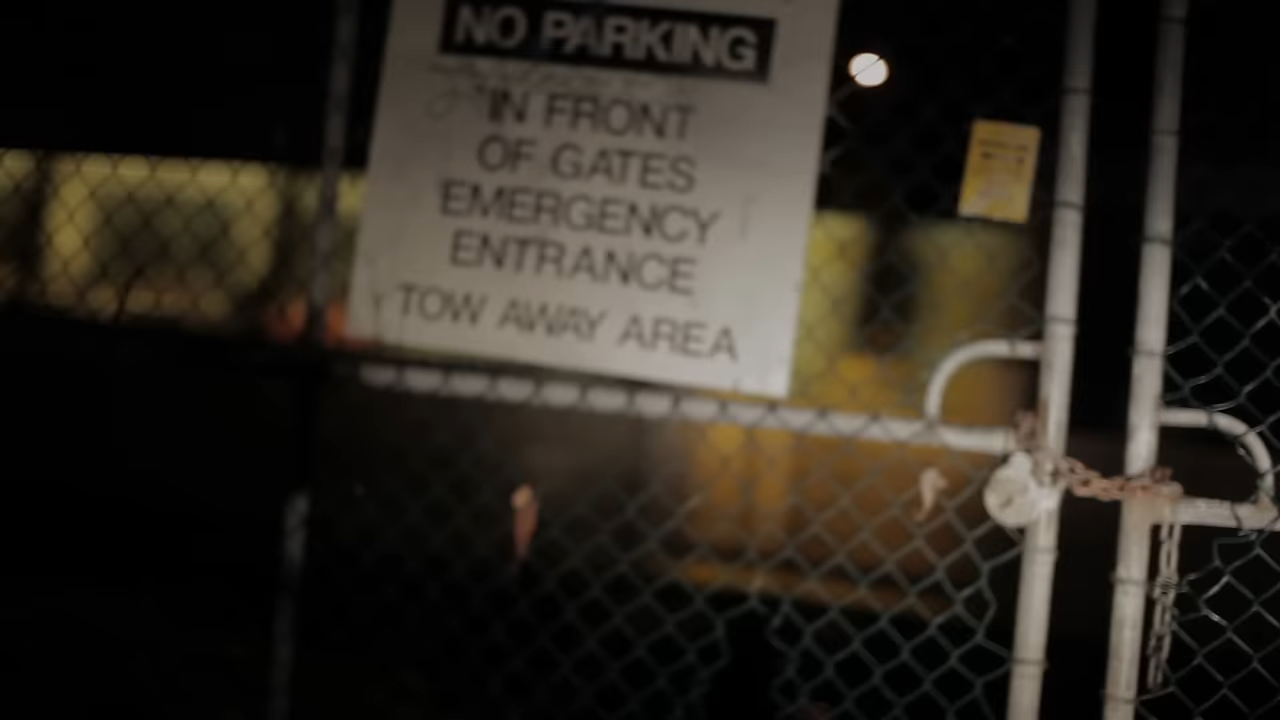 NO PARKING
IN FRONT
OF GATES
EMERGENCY
ENTRANCE
TOW AWAY AREA